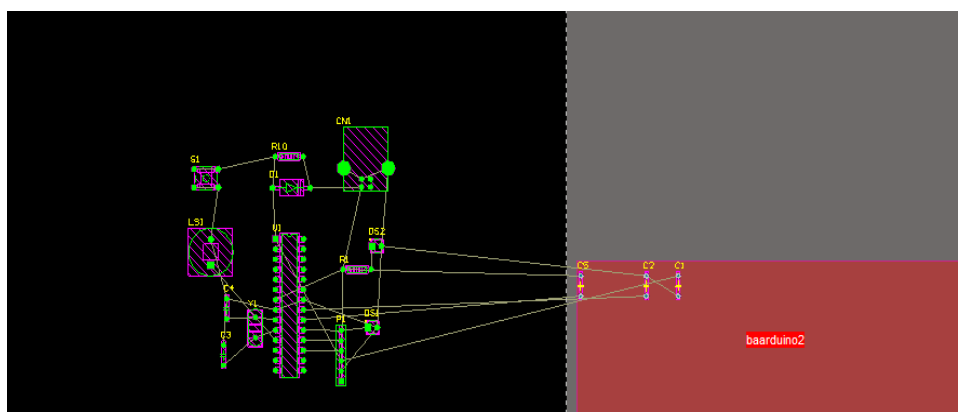 CN1
R10
S1
D1
LS1
U1
DS2
R1
C5
C2
C1
C4
Y1
P1
DS1
C3
baarduino2